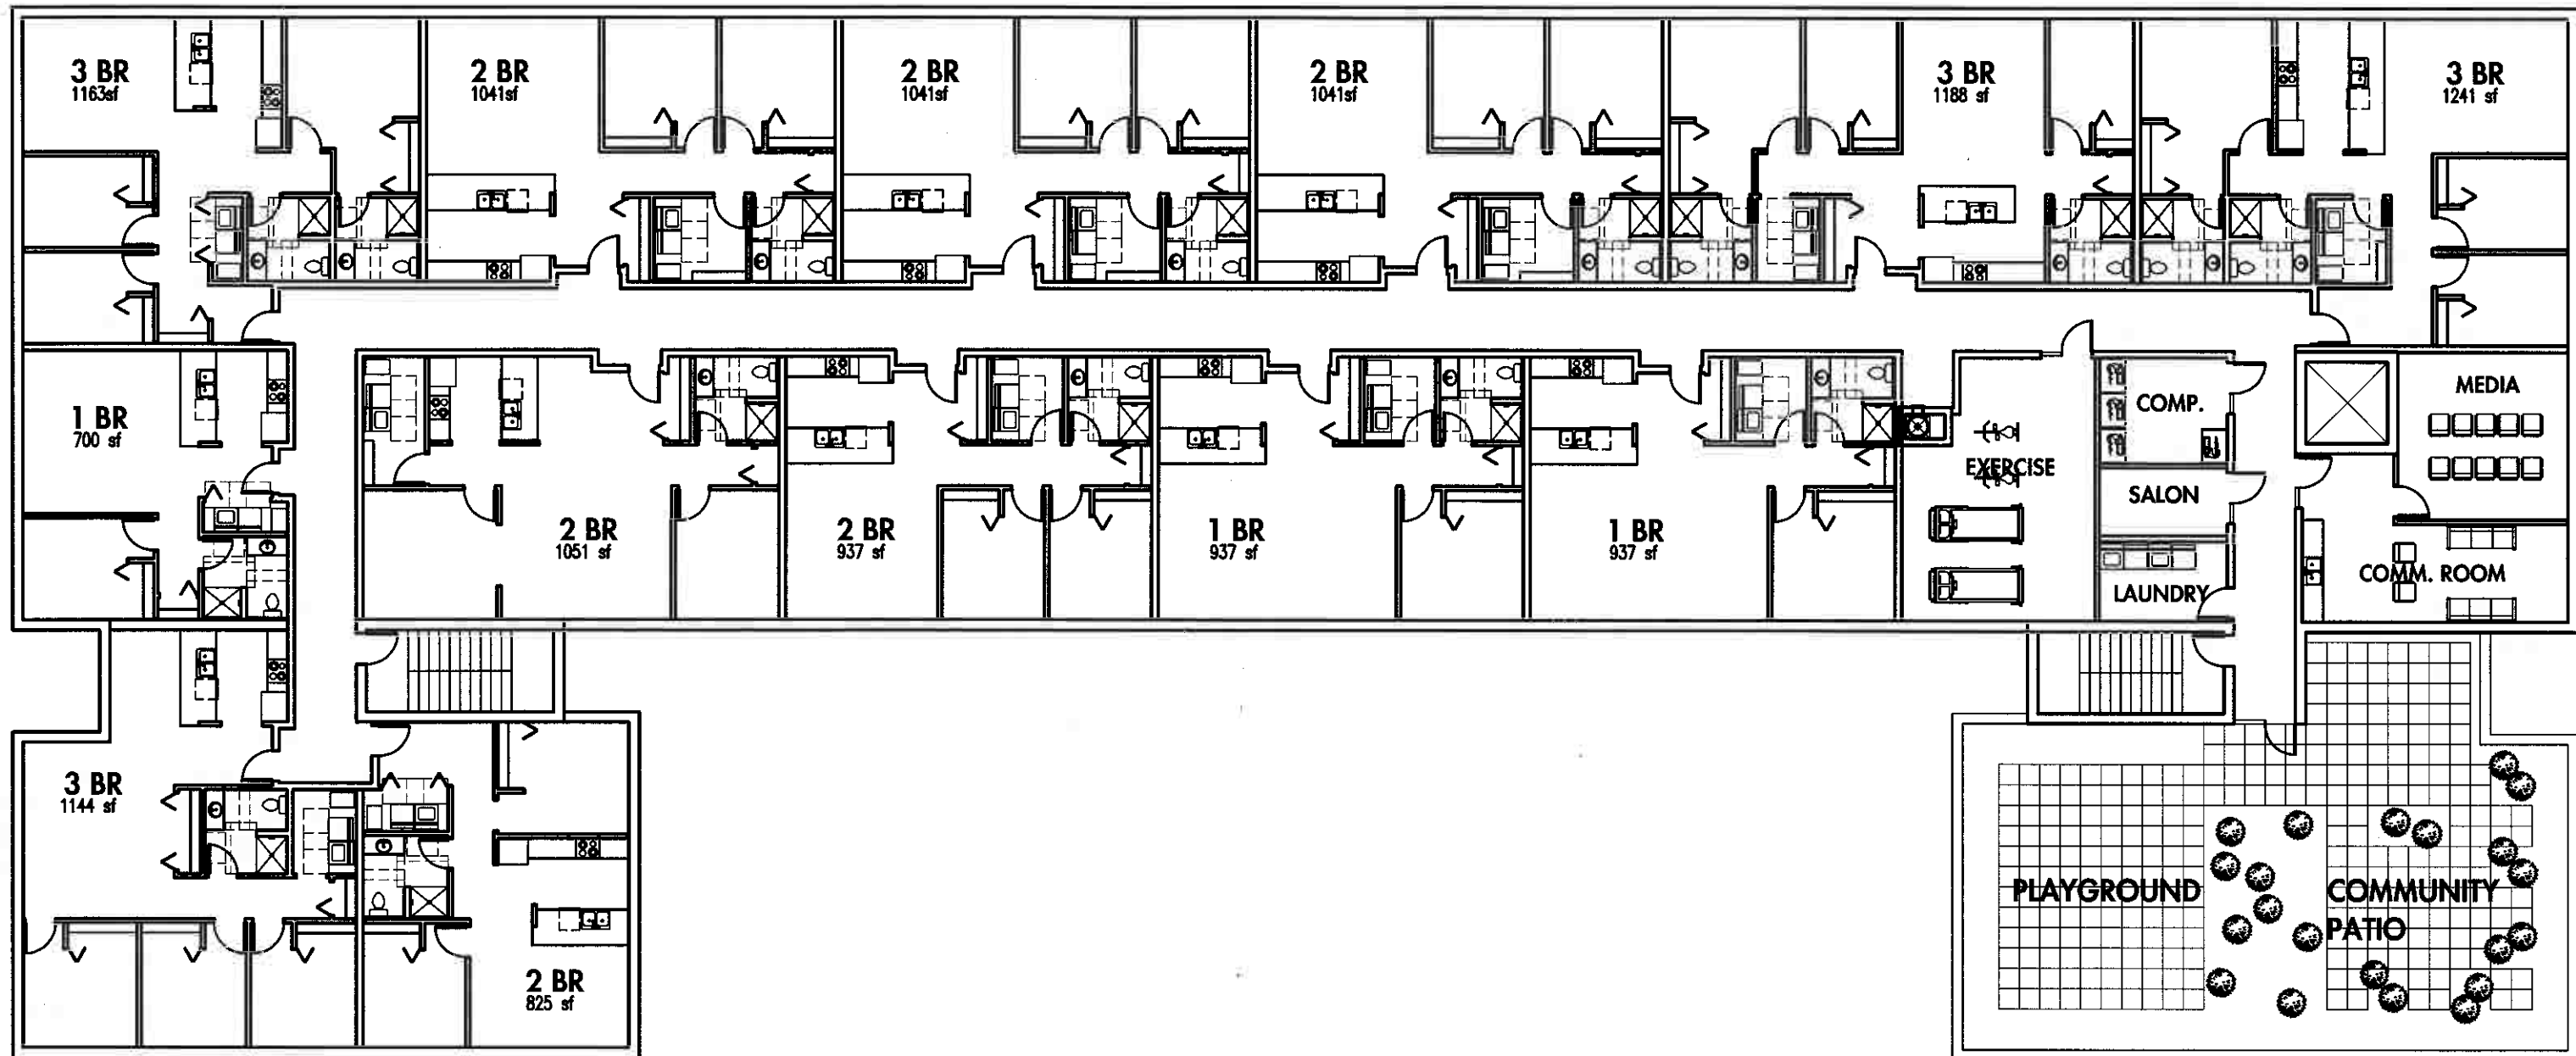 3 BR
1163sf
2 BR
1041sf
2 BR
1041sf
2 BR
1041sf
3 BR
1188 sf
3 BR
1241 sf
1 BR
700 sf
2 BR
1051 sf
2 BR
937 sf
1 BR
937 sf
1 BR
937 sf
EXERCISE
COMP.
SALON
LAUNDRY
MEDIA
COMM. ROOM
3 BR
1144 sf
2 BR
825 sf
PLAYGROUND
COMMUNITY
PATIO